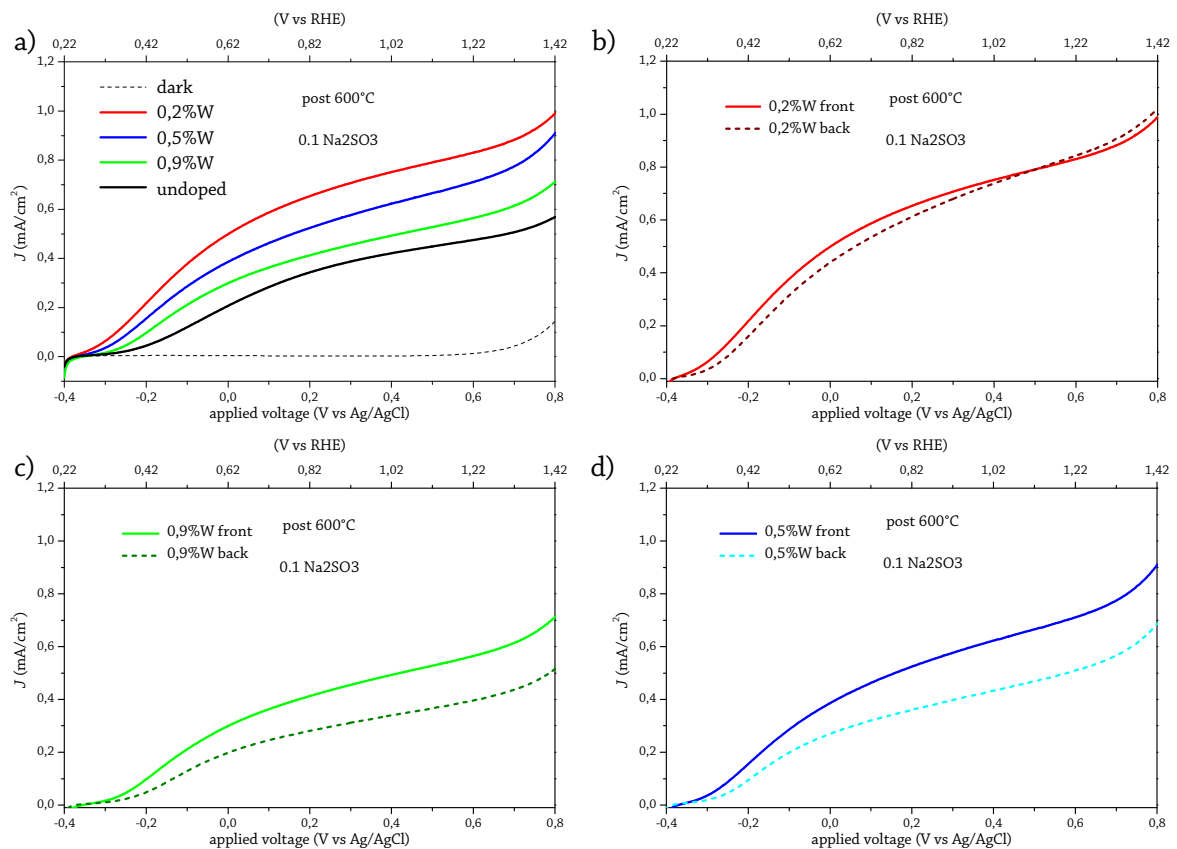 a)
(V vs RHE)
0,22 0,42 0,62 0,82 1,02 1,22 1,42
1,2
1,0
0,8
0,6
0,4
0,2
0,0
J (mA/cm²)
dark
0,2%W
0,5%W
0,9%W
undoped
post 600°C
0.1 Na2SO3
-0,4 -0,2 0,0 0,2 0,4 0,6 0,8
applied voltage (V vs Ag/AgCl)
b)
(V vs RHE)
0,22 0,42 0,62 0,82 1,02 1,22 1,42
1,2
1,0
0,8
0,6
0,4
0,2
0,0
J (mA/cm²)
0,2%W front
0,2%W back
post 600°C
0.1 Na2SO3
-0,4 -0,2 0,0 0,2 0,4 0,6 0,8
applied voltage (V vs Ag/AgCl)
c)
(V vs RHE)
0,22 0,42 0,62 0,82 1,02 1,22 1,42
1,2
1,0
0,8
0,6
0,4
0,2
0,0
J (mA/cm²)
0,9%W front
0,9%W back
post 600°C
0.1 Na2SO3
-0,4 -0,2 0,0 0,2 0,4 0,6 0,8
applied voltage (V vs Ag/AgCl)
d)
(V vs RHE)
0,22 0,42 0,62 0,82 1,02 1,22 1,42
1,2
1,0
0,8
0,6
0,4
0,2
0,0
J (mA/cm²)
0,5%W front
0,5%W back
post 600°C
0.1 Na2SO3
-0,4 -0,2 0,0 0,2 0,4 0,6 0,8
applied voltage (V vs Ag/AgCl)